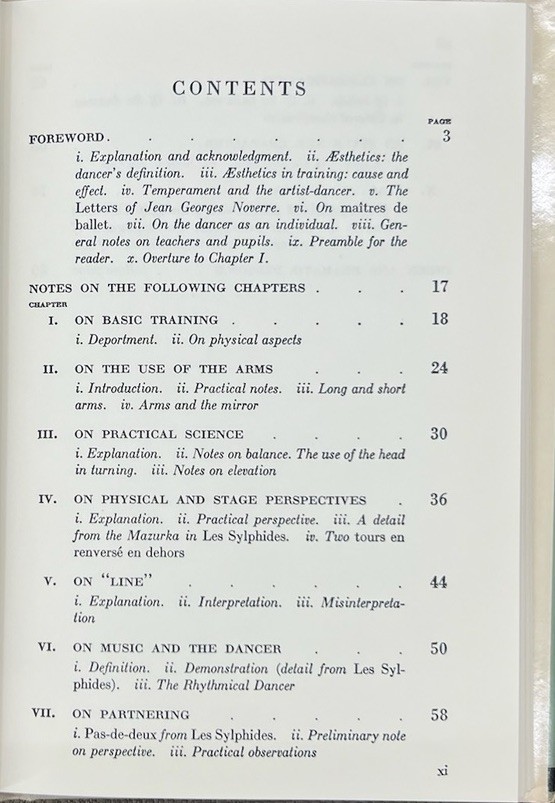 CONTENTS
PAGE
FOREWORD . . . . . . . . 3
i. Explanation and acknowledgment. ii. Æsthetics: the
dancer's definition. iii. Æsthetics in training: cause and
effect. iv. Temperament and the artist-dancer. v. The
Letters of Jean Georges Noverre. vi. On maîtres de
ballet. vii. On the dancer as an individual. viii. Gen-
eral notes on teachers and pupils. ix. Preamble for the
reader. x. Overture to Chapter I.
NOTES ON THE FOLLOWING CHAPTERS . . . 17
CHAPTER
I. ON BASIC TRAINING . . . . . 18
i. Deportment. ii. On physical aspects
II. ON THE USE OF THE ARMS . . . 24
i. Introduction. ii. Practical notes. iii. Long and short
arms. iv. Arms and the mirror
III. ON PRACTICAL SCIENCE . . . . 30
i. Explanation. ii. Notes on balance. The use of the head
in turning. iii. Notes on elevation
IV. ON PHYSICAL AND STAGE PERSPECTIVES . 36
i. Explanation. ii. Practical perspective. iii. A detail
from the Mazurka in Les Sylphides. iv. Two tours en
renversé en dehors
V. ON "LINE" . . . . . . 44
i. Explanation. ii. Interpretation. iii. Misinterpreta-
tion
VI. ON MUSIC AND THE DANCER . . . 50
i. Definition. ii. Demonstration (detail from Les Syl-
phides). iii. The Rhythmical Dancer
VII. ON PARTNERING . . . . . 58
i. Pas-de-deux from Les Sylphides. ii. Preliminary note
on perspective. iii. Practical observations
xi